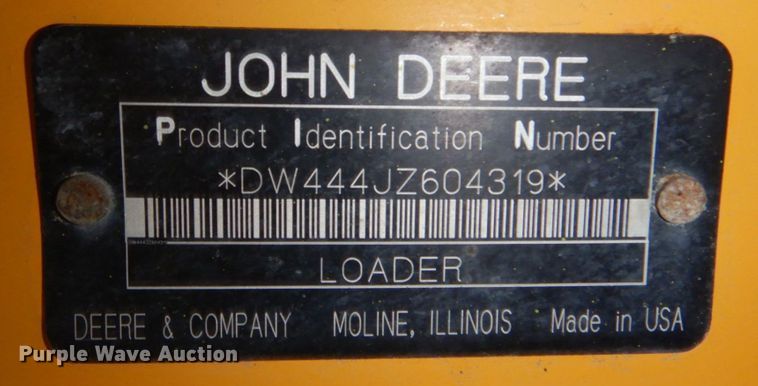 JOHN DEERE
Product Identification Number
*DW444JZ604319*
LOADER
DEERE & COMPANY MOLINE, ILLINOIS Made in USA
Purple Wave Auction